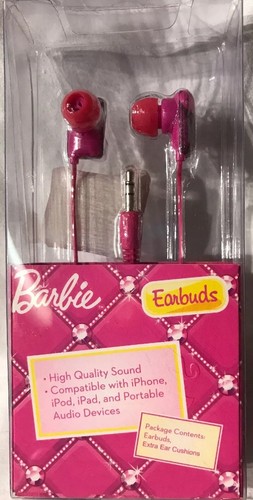 Barbie
Earbuds
• High Quality Sound
• Compatible with iPhone,
iPod, iPad, and Portable
Audio Devices
Package Contents:
Earbuds,
Extra Ear Cushions